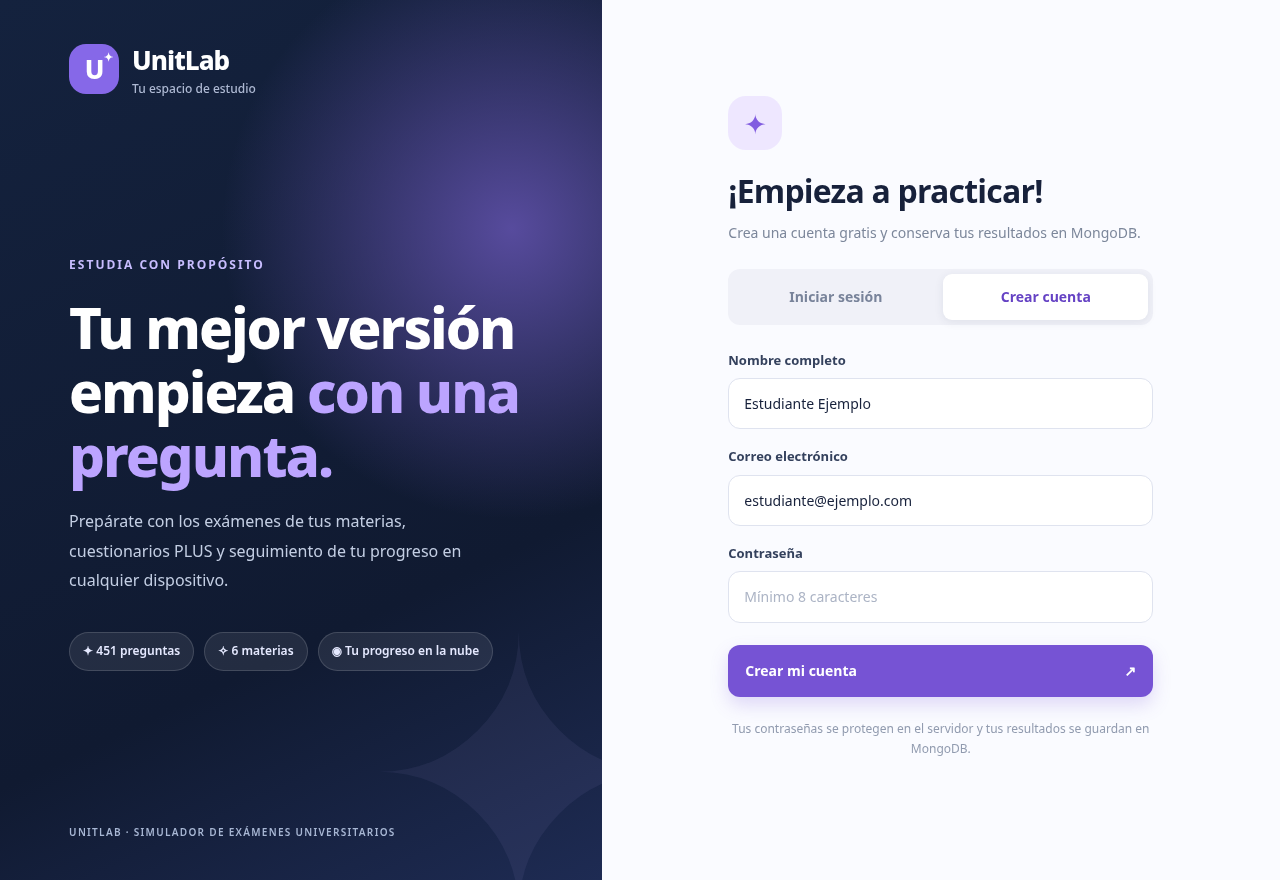 U
UnitLab
Tu espacio de estudio
ESTUDIA CON PROPÓSITO
Tu mejor versión
empieza con una
pregunta.
Prepárate con los exámenes de tus materias,
cuestionarios PLUS y seguimiento de tu progreso en
cualquier dispositivo.
✦ 451 preguntas
✧ 6 materias
◉ Tu progreso en la nube
UNITLAB · SIMULADOR DE EXÁMENES UNIVERSITARIOS
¡Empieza a practicar!
Crea una cuenta gratis y conserva tus resultados en MongoDB.
Iniciar sesión
Crear cuenta
Nombre completo
Estudiante Ejemplo
Correo electrónico
estudiante@ejemplo.com
Contraseña
Mínimo 8 caracteres
Crear mi cuenta ↗
Tus contraseñas se protegen en el servidor y tus resultados se guardan en
MongoDB.